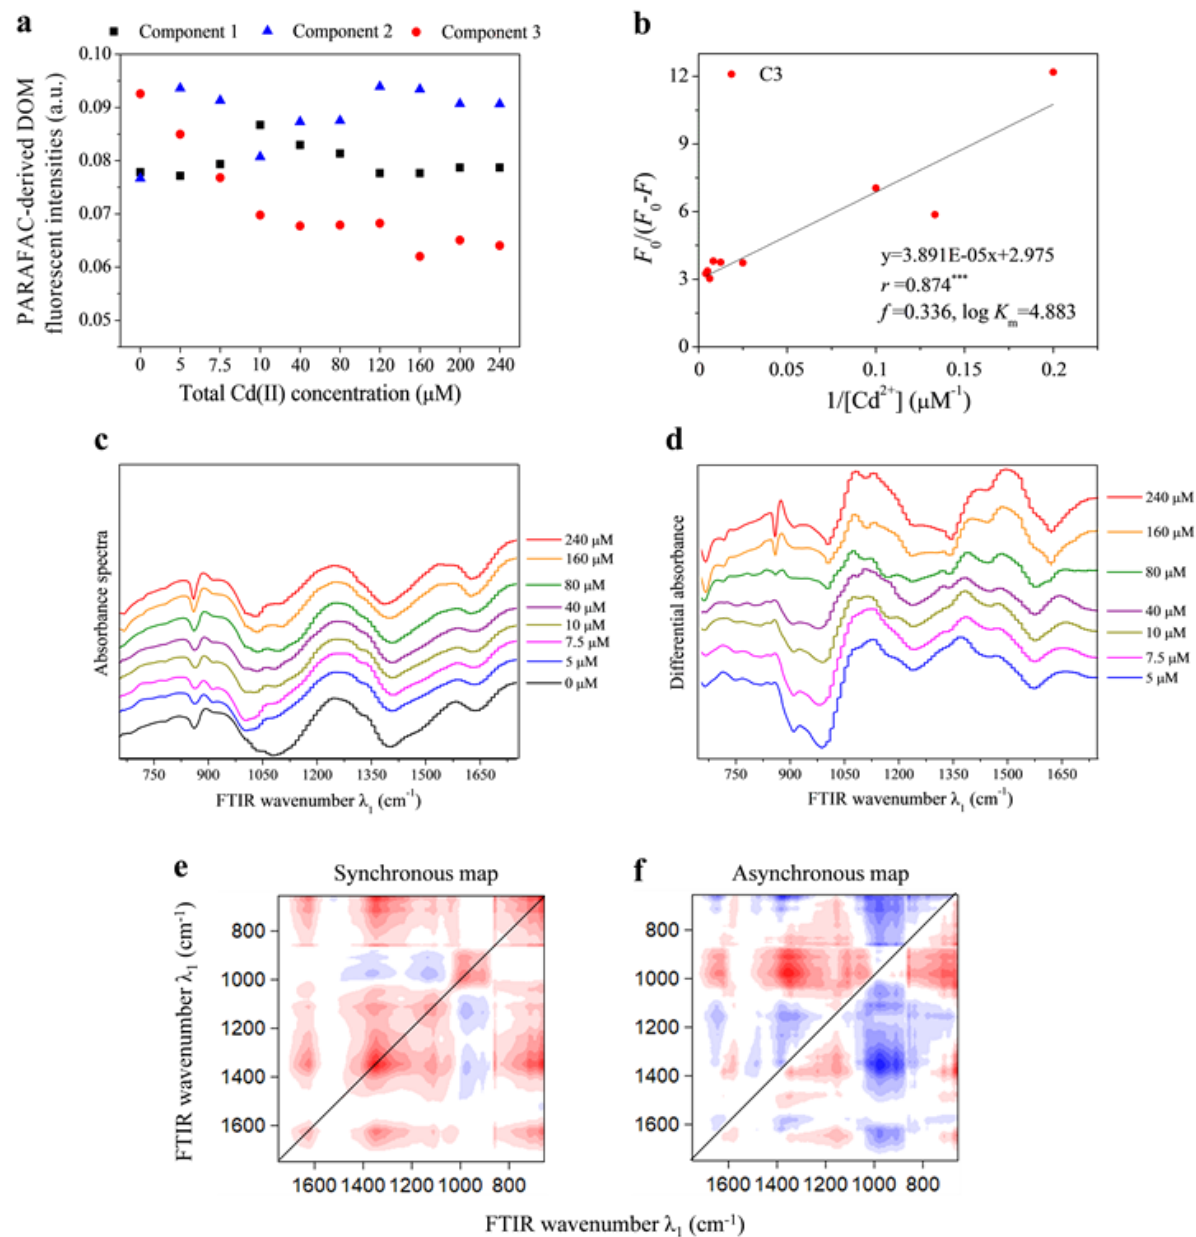 a
Component 1 Component 2 Component 3
PARAFAC-derived DOM
fluorescent intensities (a.u.)
0.10
0.09
0.08
0.07
0.06
0.05
0 5 7.5 10 40 80 120 160 200 240
Total Cd(II) concentration (μM)
b
C3
F₀/(F₀-F)
12
9
6
3
0
y=3.891E-05x+2.975
r =0.874***
f =0.336, log Kₘ=4.883
0 0.05 0.1 0.15 0.2
1/[Cd²⁺] (μM⁻¹)
c
Absorbance spectra
240 μM
160 μM
80 μM
40 μM
10 μM
7.5 μM
5 μM
0 μM
750 900 1050 1200 1350 1500 1650
FTIR wavenumber λ₁ (cm⁻¹)
d
Differential absorbance
240 μM
160 μM
80 μM
40 μM
10 μM
7.5 μM
5 μM
750 900 1050 1200 1350 1500 1650
FTIR wavenumber λ₁ (cm⁻¹)
e
Synchronous map
FTIR wavenumber λ₁ (cm⁻¹)
800
1000
1200
1400
1600
1600 1400 1200 1000 800
f
Asynchronous map
800
1000
1200
1400
1600
1600 1400 1200 1000 800
FTIR wavenumber λ₁ (cm⁻¹)